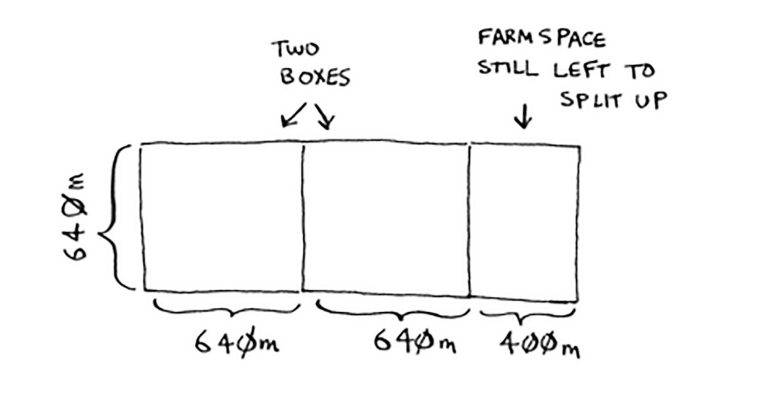 TWO
BOXES
FARM SPACE
STILL LEFT TO
SPLIT UP
640m
640m
640m
400m